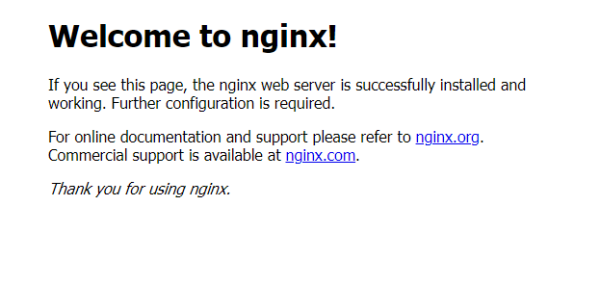 Welcome to nginx!
If you see this page, the nginx web server is successfully installed and
working. Further configuration is required.
For online documentation and support please refer to nginx.org.
Commercial support is available at nginx.com.
Thank you for using nginx.